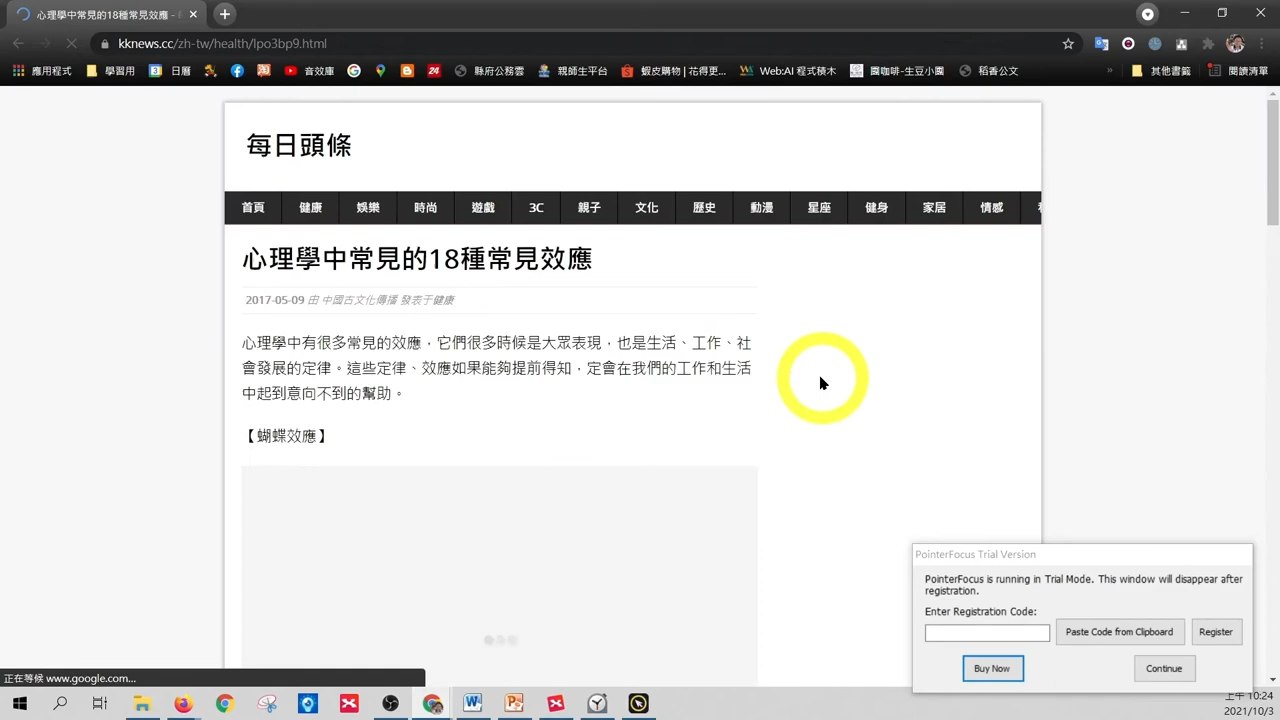 心理學中常見的18種常見效應 -
kknews.cc/zh-tw/health/lpo3bp9.html
應用程式
學習用
日曆
音效庫
24
縣府公務雲
親師生平台
蝦皮購物 | 花得更...
Web:AI 程式積木
稻香公文
»
其他書籤
閱讀清單
每日頭條
首頁
健康
娛樂
時尚
遊戲
3C
親子
文化
歷史
動漫
星座
健身
家居
情感
心理學中常見的18種常見效應
2017-05-09 由 中國古文化傳播 發表于健康
心理學中有很多常見的效應，它們很多時候是大眾表現，也是生活、工作、社
會發展的定律。這些定律、效應如果能夠提前得知，定會在我們的工作和生活
中起到意向不到的幫助。
【蝴蝶效應】
PointerFocus Trial Version
PointerFocus is running in Trial Mode. This window will disappear after
registration.
Enter Registration Code:
Paste Code from Clipboard
Register
Buy Now
Continue
正在等候 www.google.com...
上午 10:24
2021/10/3